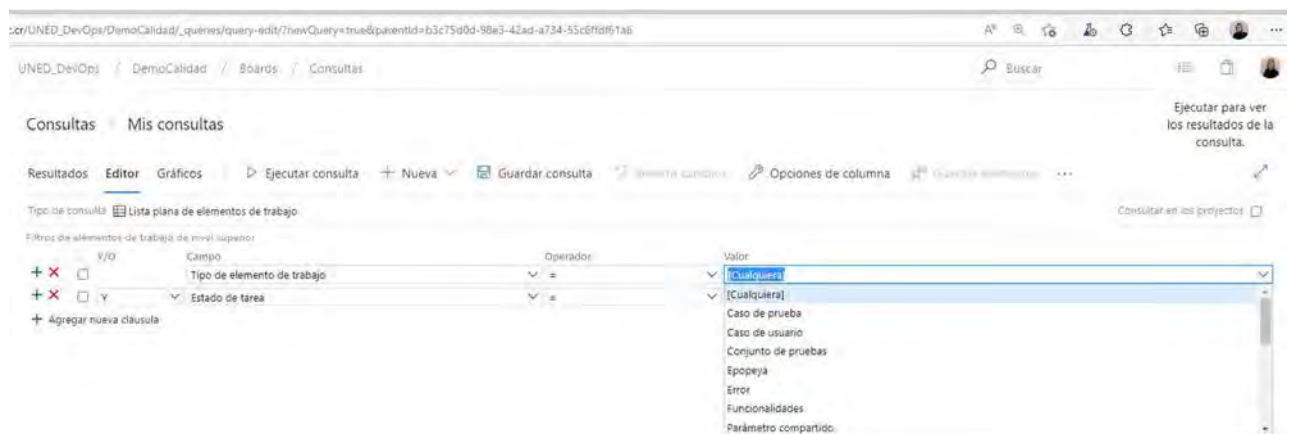 .cr/UNED_DevOps/DemoCalidad/_queries/query-edit/?newQuery=true&parentId=b3c75d0d-98e3-42ad-a734-55c6ffdf61a6
UNED_DevOps / DemoCalidad / Boards / Consultas Buscar
Ejecutar para ver
los resultados de la
consulta.
Consultas Mis consultas
Resultados Editor Gráficos Ejecutar consulta Nueva Guardar consulta Opciones de columna ...
Tipo de consulta Lista plana de elementos de trabajo Consultar en los proyectos
Filtros de elementos de trabajo de nivel superior
Y/O Campo Operador Valor
Tipo de elemento de trabajo = [Cualquiera]
Y Estado de tarea = [Cualquiera]
+ Agregar nueva cláusula
Caso de prueba
Caso de usuario
Conjunto de pruebas
Epopeya
Error
Funcionalidades
Parámetro compartido